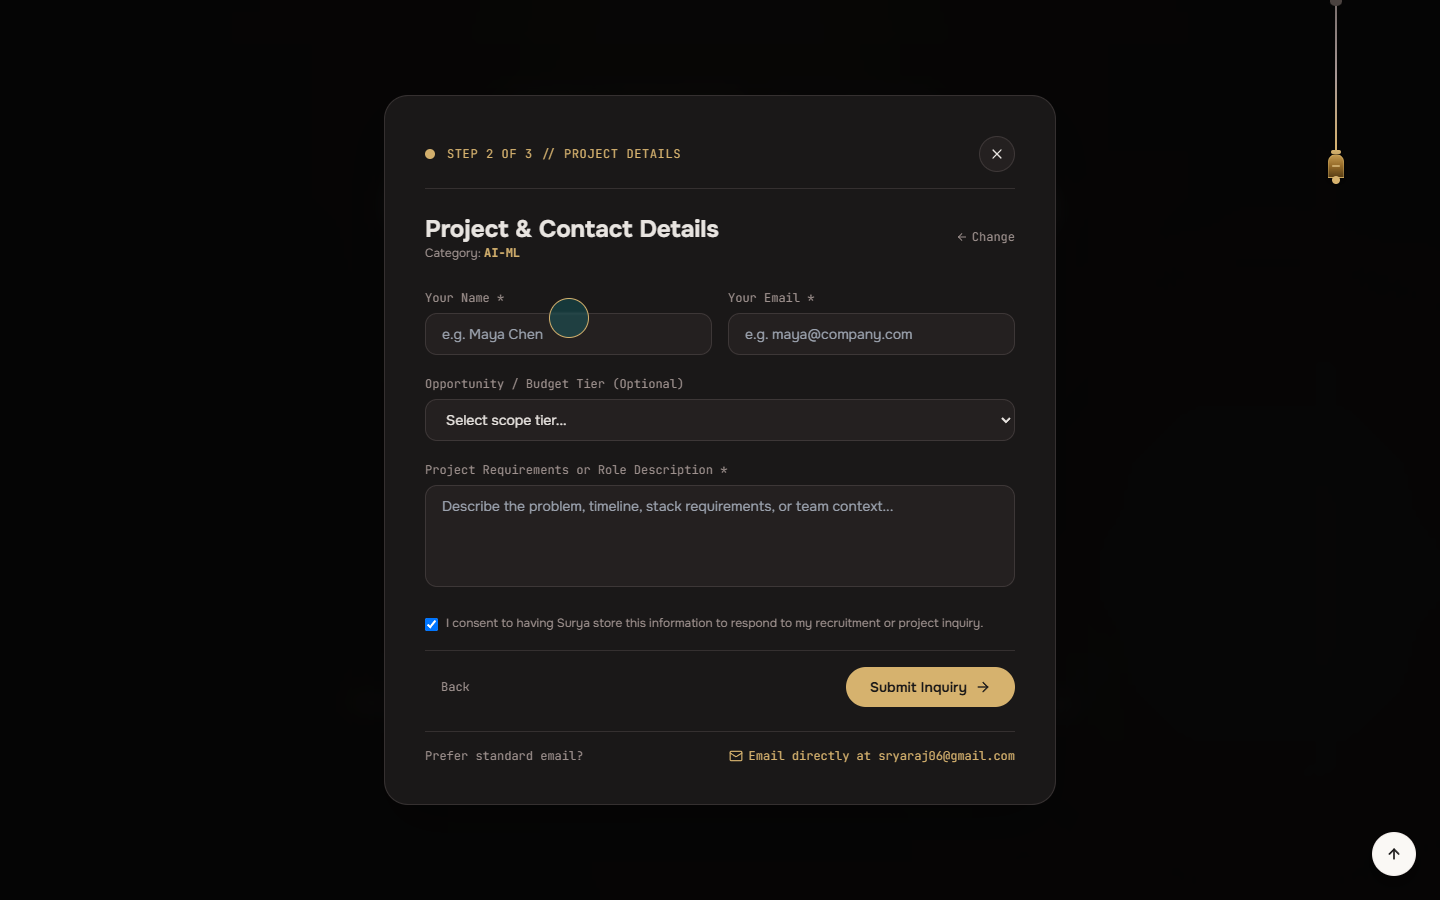 STEP 2 OF 3 // PROJECT DETAILS
Project & Contact Details
Category: AI-ML
← Change
Your Name *
Your Email *
e.g. Maya Chen
e.g. maya@company.com
Opportunity / Budget Tier (Optional)
Select scope tier...
Project Requirements or Role Description *
Describe the problem, timeline, stack requirements, or team context...
I consent to having Surya store this information to respond to my recruitment or project inquiry.
Back
Submit Inquiry →
Prefer standard email?
Email directly at sryaraj06@gmail.com